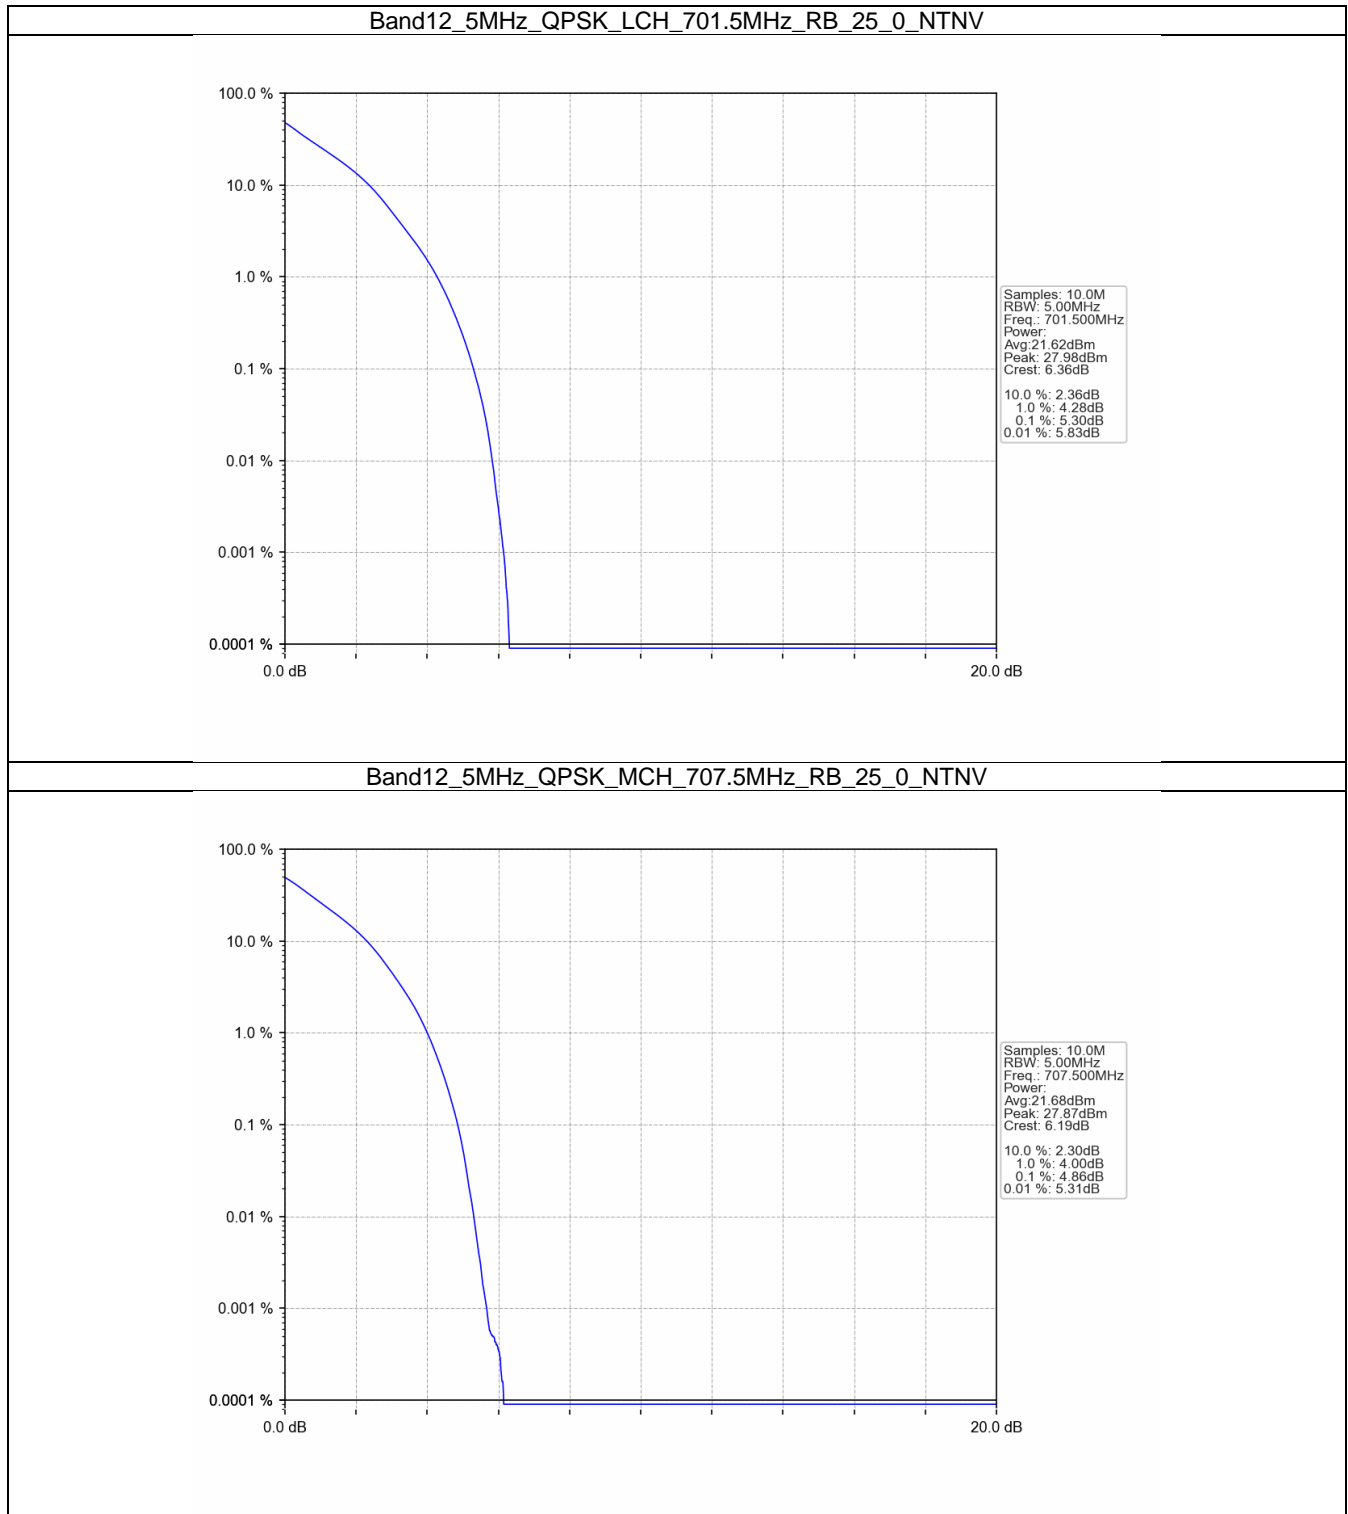 Band12_5MHz_QPSK_LCH_701.5MHz_RB_25_0_NTNV
100.0 %
10.0 %
1.0 %
0.1 %
0.01 %
0.001 %
0.0001 %
0.0 dB
20.0 dB
Samples: 10.0M
RBW: 5.00MHz
Freq.: 701.500MHz
Power:
Avg:21.62dBm
Peak: 27.98dBm
Crest: 6.36dB
10.0 %: 2.36dB
1.0 %: 4.28dB
0.1 %: 5.30dB
0.01 %: 5.83dB
Band12_5MHz_QPSK_MCH_707.5MHz_RB_25_0_NTNV
100.0 %
10.0 %
1.0 %
0.1 %
0.01 %
0.001 %
0.0001 %
0.0 dB
20.0 dB
Samples: 10.0M
RBW: 5.00MHz
Freq.: 707.500MHz
Power:
Avg:21.68dBm
Peak: 27.87dBm
Crest: 6.19dB
10.0 %: 2.30dB
1.0 %: 4.00dB
0.1 %: 4.86dB
0.01 %: 5.31dB